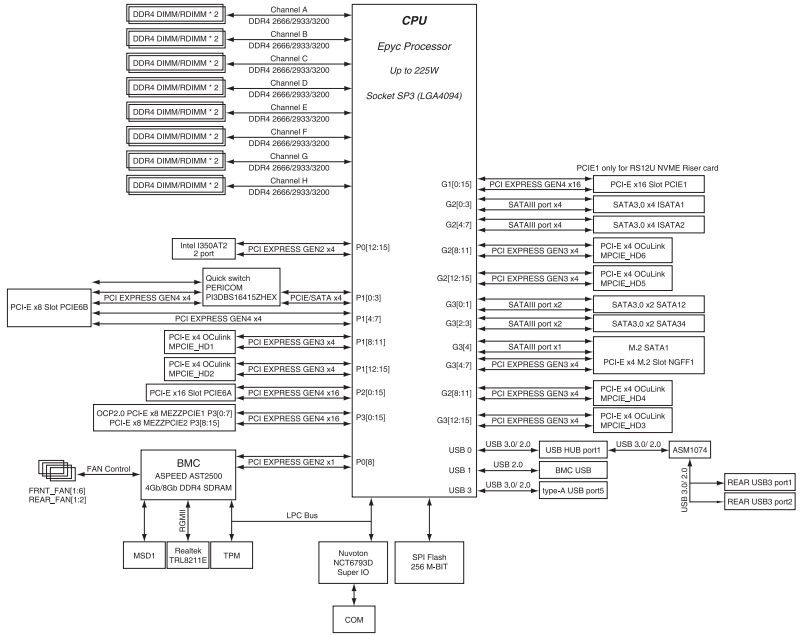 CPU
Epyc Processor
Up to 225W
Socket SP3 (LGA4094)
DDR4 DIMM/RDIMM * 2
Channel A
DDR4 2666/2933/3200
DDR4 DIMM/RDIMM * 2
Channel B
DDR4 2666/2933/3200
DDR4 DIMM/RDIMM * 2
Channel C
DDR4 2666/2933/3200
DDR4 DIMM/RDIMM * 2
Channel D
DDR4 2666/2933/3200
DDR4 DIMM/RDIMM * 2
Channel E
DDR4 2666/2933/3200
DDR4 DIMM/RDIMM * 2
Channel F
DDR4 2666/2933/3200
DDR4 DIMM/RDIMM * 2
Channel G
DDR4 2666/2933/3200
DDR4 DIMM/RDIMM * 2
Channel H
DDR4 2666/2933/3200
Intel I350AT2
2 port
PCI EXPRESS GEN2 x4
P0[12:15]
PCI-E x8 Slot PCIE6B
PCI EXPRESS GEN4 x4
Quick switch
PERICOM
PI3DBS16415ZHEX
PCIE/SATA x4
P1[0:3]
PCI EXPRESS GEN4 x4
P1[4:7]
PCI-E x4 OCulink
MPCIE_HD1
PCI EXPRESS GEN3 x4
P1[8:11]
PCI-E x4 OCulink
MPCIE_HD2
PCI EXPRESS GEN3 x4
P1[12:15]
PCI-E x16 Slot PCIE6A
PCI EXPRESS GEN4 x16
P2[0:15]
OCP2.0 PCI-E x8 MEZZPCIE1 P3[0:7]
PCI-E x8 MEZZPCIE2 P3[8:15]
PCI EXPRESS GEN4 x16
P3[0:15]
FRNT_FAN[1:6]
REAR_FAN[1:2]
FAN Control
BMC
ASPEED AST2500
4Gb/8Gb DDR4 SDRAM
PCI EXPRESS GEN2 x1
P0[8]
RGMII
LPC Bus
MSD1
Realtek
TRL8211E
TPM
Nuvoton
NCT6793D
Super IO
SPI Flash
256 M-BIT
COM
PCIE1 only for RS12U NVME Riser card
G1[0:15]
PCI EXPRESS GEN4 x16
PCI-E x16 Slot PCIE1
G2[0:3]
SATAIII port x4
SATA3.0 x4 ISATA1
G2[4:7]
SATAIII port x4
SATA3.0 x4 ISATA2
G2[8:11]
PCI EXPRESS GEN3 x4
PCI-E x4 OCuLink
MPCIE_HD6
G2[12:15]
PCI EXPRESS GEN3 x4
PCI-E x4 OCuLink
MPCIE_HD5
G3[0:1]
SATAIII port x2
SATA3.0 x2 SATA12
G3[2:3]
SATAIII port x2
SATA3.0 x2 SATA34
G3[4]
SATAIII port x1
M.2 SATA1
G3[4:7]
PCI EXPRESS GEN3 x4
PCI-E x4 M.2 Slot NGFF1
G2[8:11]
PCI EXPRESS GEN3 x4
PCI-E x4 OCuLink
MPCIE_HD4
G3[12:15]
PCI EXPRESS GEN3 x4
PCI-E x4 OCuLink
MPCIE_HD3
USB 0
USB 3.0/ 2.0
USB HUB port1
USB 3.0/ 2.0
ASM1074
USB 1
USB 2.0
BMC USB
USB 3
USB 3.0/ 2.0
type-A USB port5
USB 3.0/ 2.0
REAR USB3 port1
REAR USB3 port2